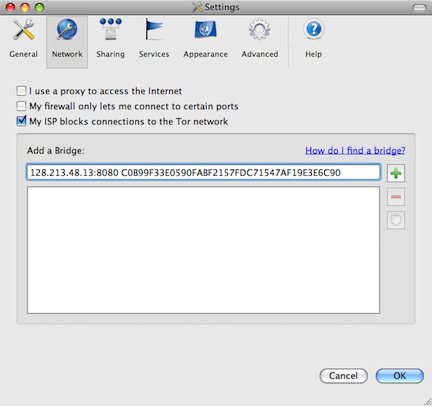 Settings
General Network Sharing Services Appearance Advanced Help
I use a proxy to access the Internet
My firewall only lets me connect to certain ports
My ISP blocks connections to the Tor network
Add a Bridge: How do I find a bridge?
128.213.48.13:8080 C0B99F33E0590FABF2157FDC71547AF19E3E6C90
Cancel OK